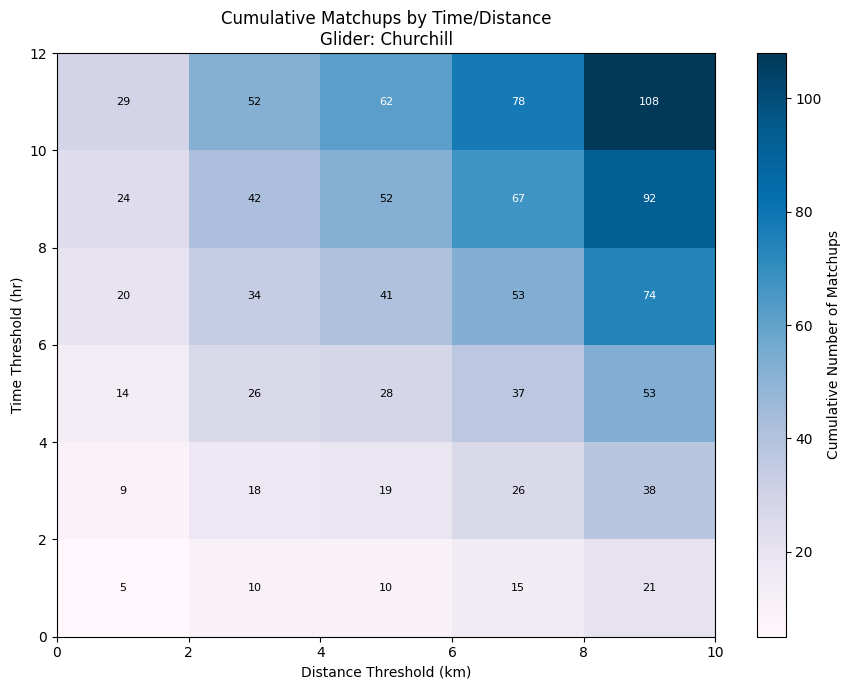 Cumulative Matchups by Time/Distance
Glider: Churchill
12
29 52 62 78 108
10
24 42 52 67 92
8
20 34 41 53 74
6
14 26 28 37 53
4
9 18 19 26 38
2
5 10 10 15 21
0
0 2 4 6 8 10
Distance Threshold (km)
Time Threshold (hr)
100
80
60
40
20
Cumulative Number of Matchups